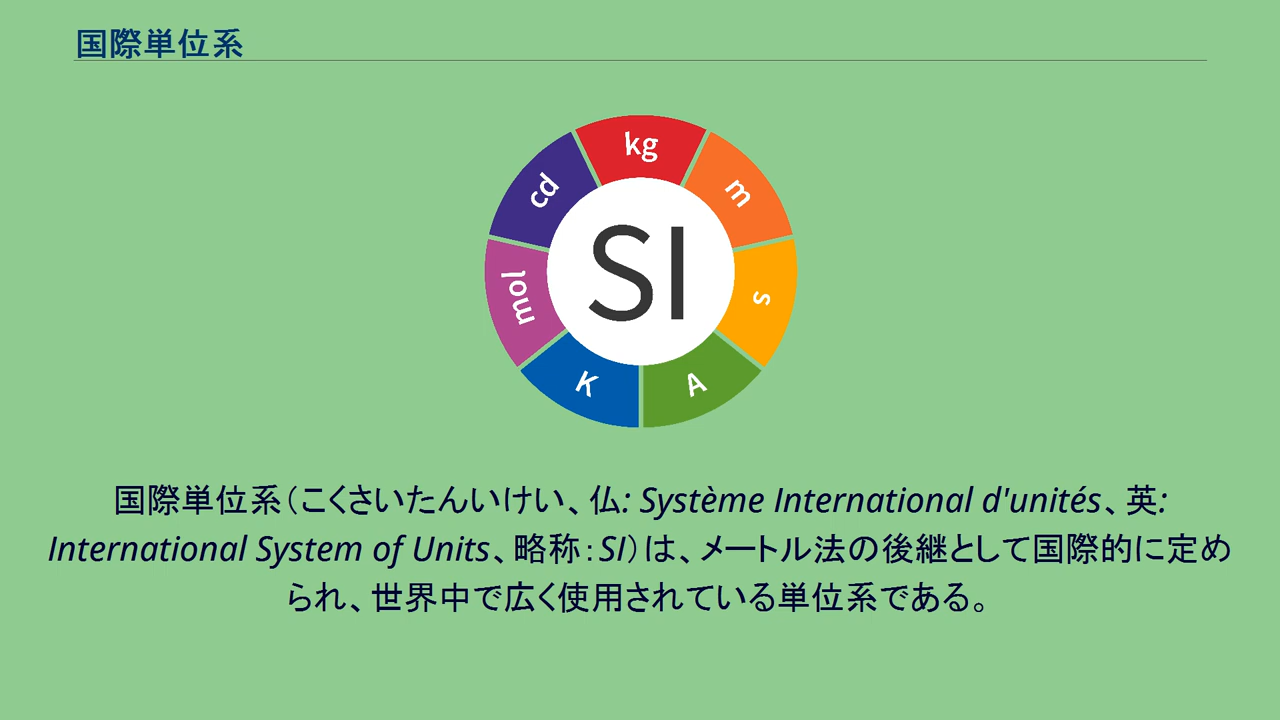 国際単位系
kg
m
s
A
K
mol
cd
SI
国際単位系（こくさいたんいけい、仏: Système International d'unités、英:
International System of Units、略称：SI）は、メートル法の後継として国際的に定め
られ、世界中で広く使用されている単位系である。